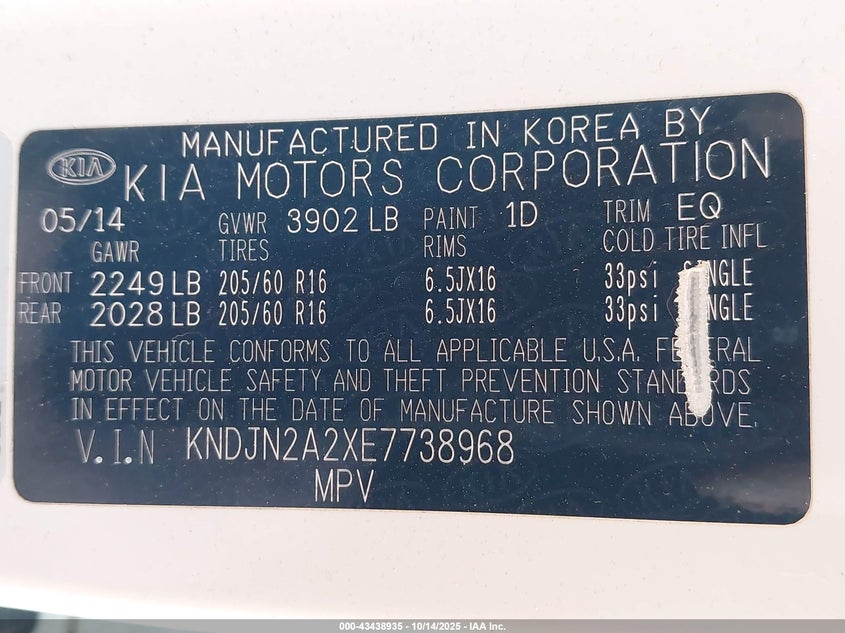 MANUFACTURED IN KOREA BY
KIA KIA MOTORS CORPORATION
05/14 GVWR 3902 LB PAINT 1D TRIM EQ
GAWR TIRES RIMS COLD TIRE INFL
FRONT 2249 LB 205/60 R16 6.5JX16 33psi SINGLE
REAR 2028 LB 205/60 R16 6.5JX16 33psi SINGLE
THIS VEHICLE CONFORMS TO ALL APPLICABLE U.S.A. FEDERAL
MOTOR VEHICLE SAFETY AND THEFT PREVENTION STANDARDS
IN EFFECT ON THE DATE OF MANUFACTURE SHOWN ABOVE.
V.I.N KNDJN2A2XE7738968
MPV
000-43438935 - 10/14/2025 - IAA Inc.